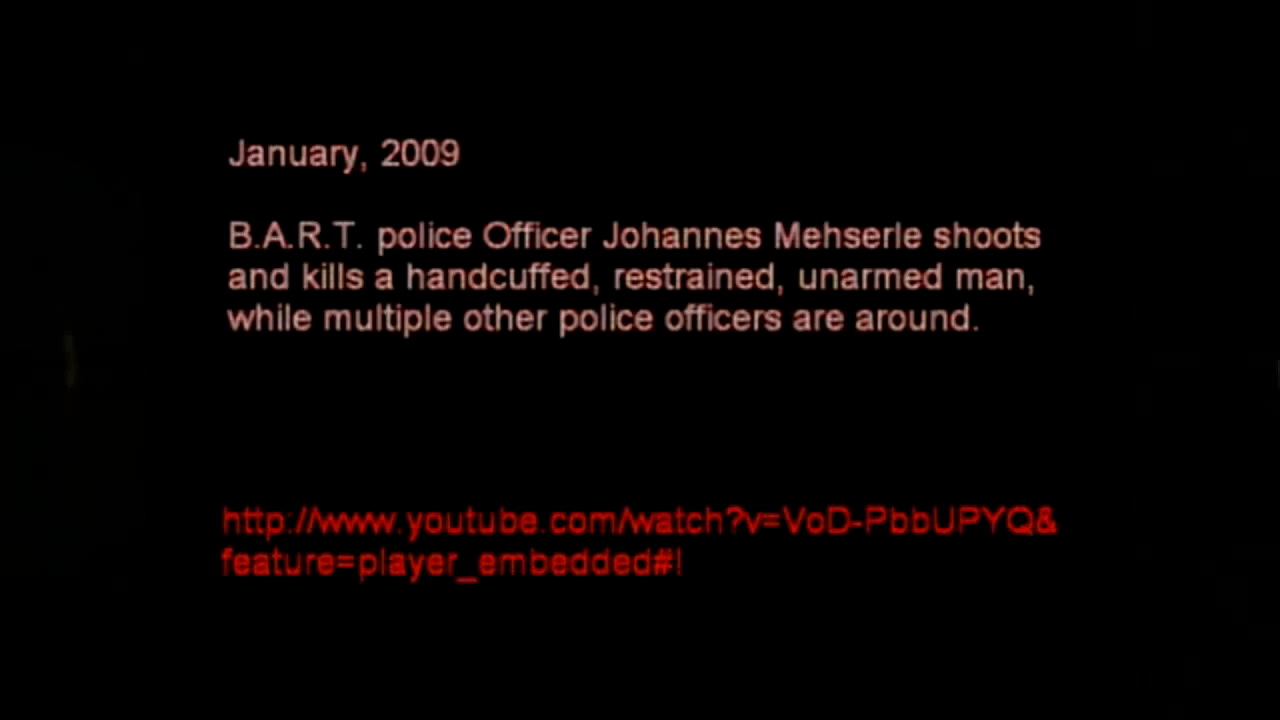 January, 2009
B.A.R.T. police Officer Johannes Mehserle shoots
and kills a handcuffed, restrained, unarmed man,
while multiple other police officers are around.
http://www.youtube.com/watch?v=VoD-PbbUPYQ&
feature=player_embedded#!